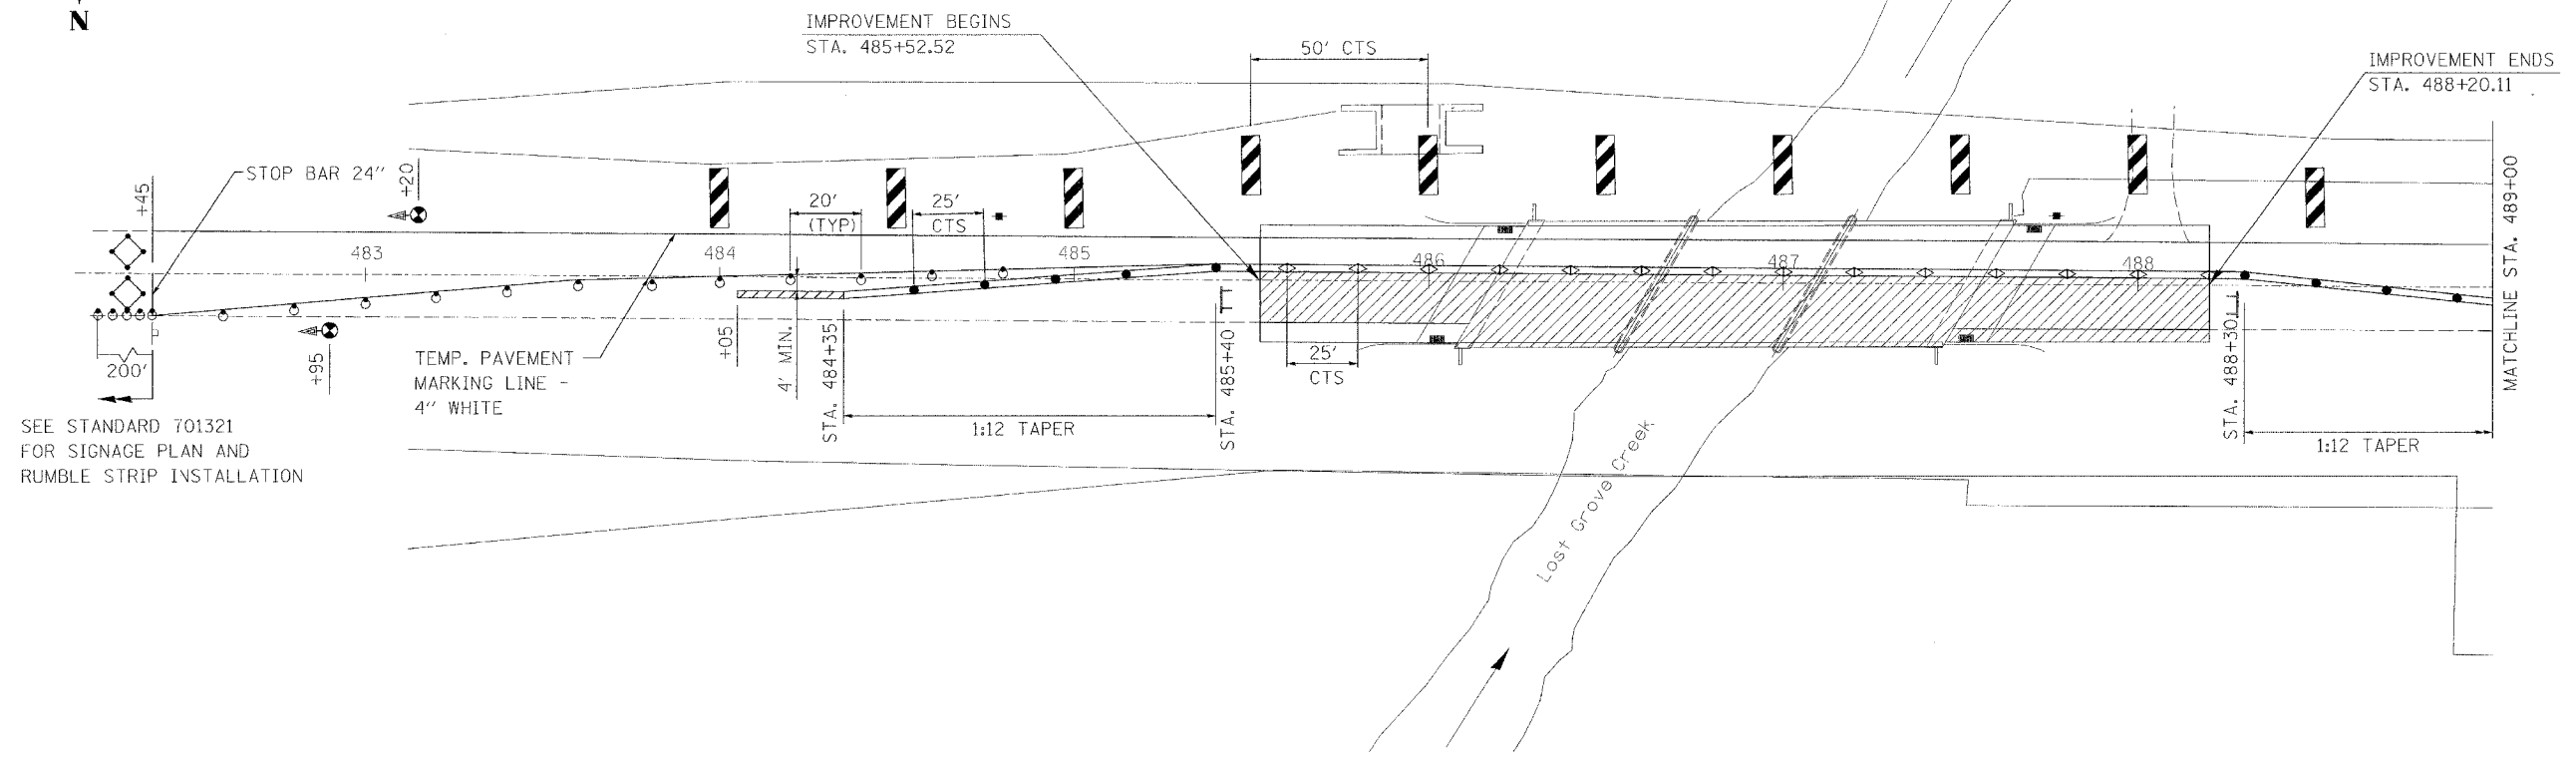 N
IMPROVEMENT BEGINS
STA. 485+52.52
50' CTS
IMPROVEMENT ENDS
STA. 488+20.11
STOP BAR 24"
+45
+20
20'
(TYP)
25'
CTS
483
484
485
486
487
488
MATCHLINE STA. 489+00
200'
+95
TEMP. PAVEMENT
MARKING LINE -
4" WHITE
+05
4' MIN.
STA. 484+35
STA. 485+40
25'
CTS
STA. 488+30
1:12 TAPER
1:12 TAPER
SEE STANDARD 701321
FOR SIGNAGE PLAN AND
RUMBLE STRIP INSTALLATION
Lost Grove Creek